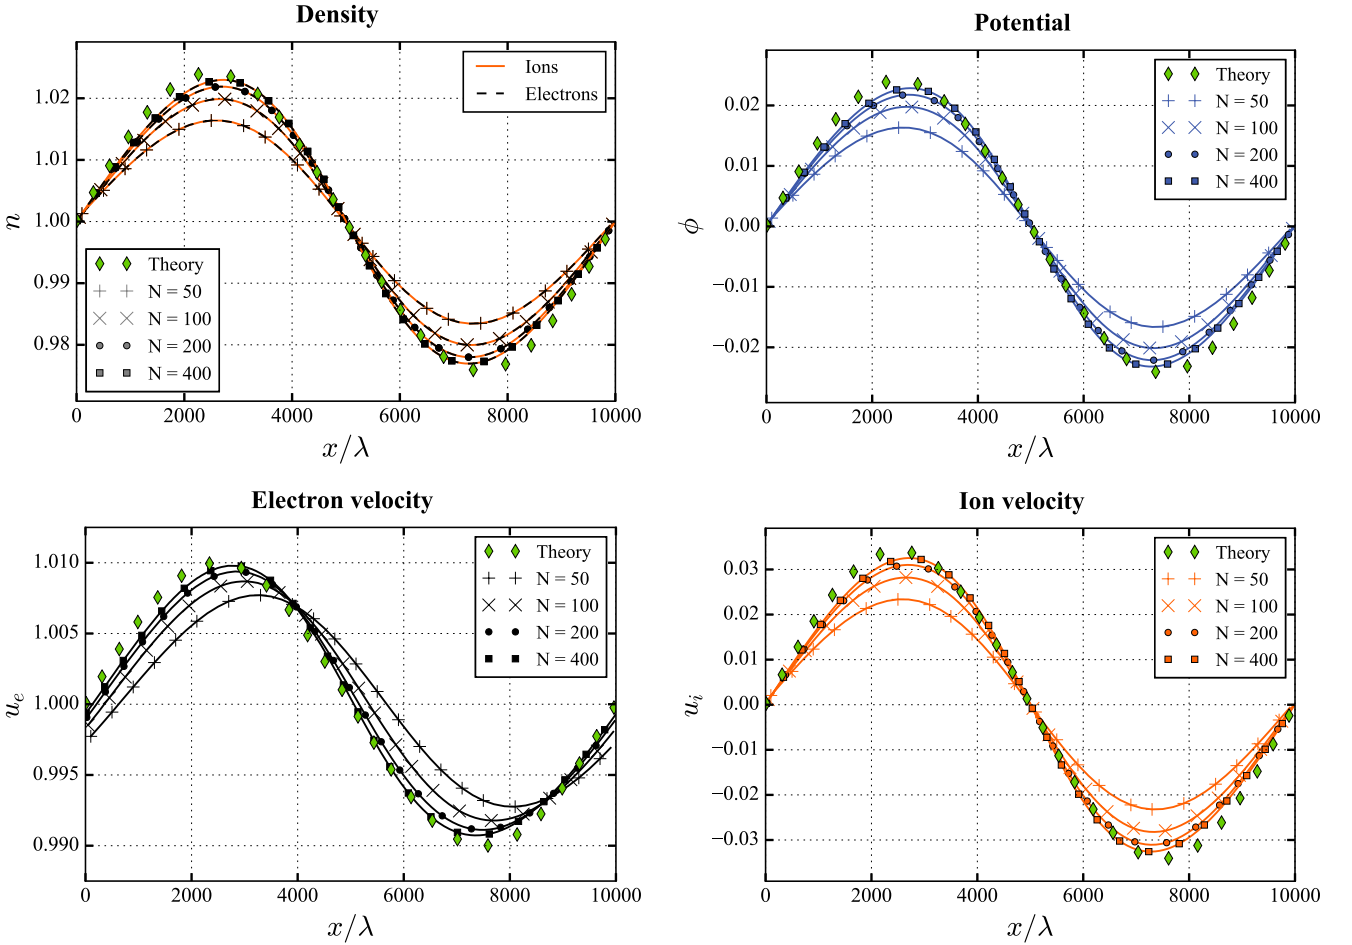 Density
1.02
1.01
1.00
0.99
0.98
n
Ions
Electrons
Theory
N = 50
N = 100
N = 200
N = 400
0 2000 4000 6000 8000 10000
x/λ
Potential
0.02
0.01
0.00
−0.01
−0.02
ϕ
Theory
N = 50
N = 100
N = 200
N = 400
0 2000 4000 6000 8000 10000
x/λ
Electron velocity
1.010
1.005
1.000
0.995
0.990
u_e
Theory
N = 50
N = 100
N = 200
N = 400
0 2000 4000 6000 8000 10000
x/λ
Ion velocity
0.03
0.02
0.01
0.00
−0.01
−0.02
−0.03
u_i
Theory
N = 50
N = 100
N = 200
N = 400
0 2000 4000 6000 8000 10000
x/λ